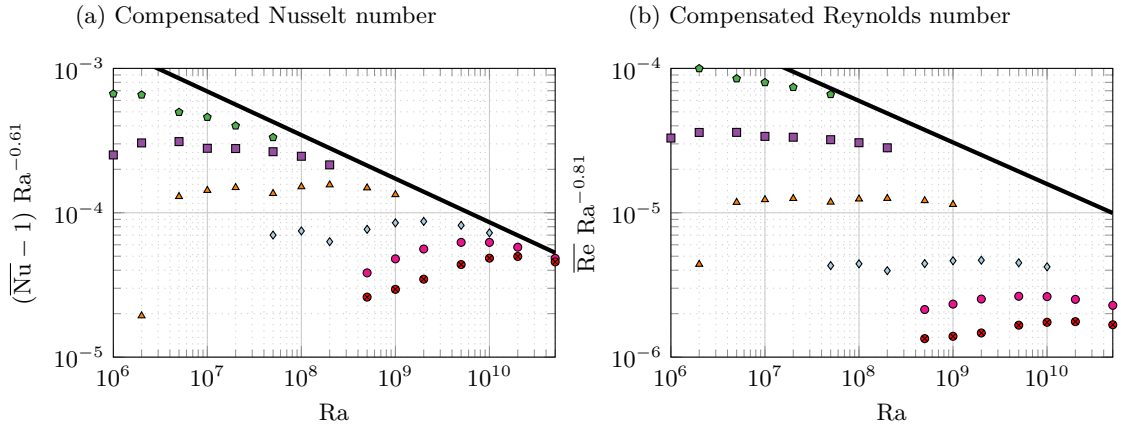 (a) Compensated Nusselt number
(b) Compensated Reynolds number
10^−3
10^−4
10^−5
(N̅u̅ − 1) Ra^−0.61
10^6
10^7
10^8
10^9
10^10
Ra
10^−4
10^−5
10^−6
R̅e̅ Ra^−0.81
10^6
10^7
10^8
10^9
10^10
Ra